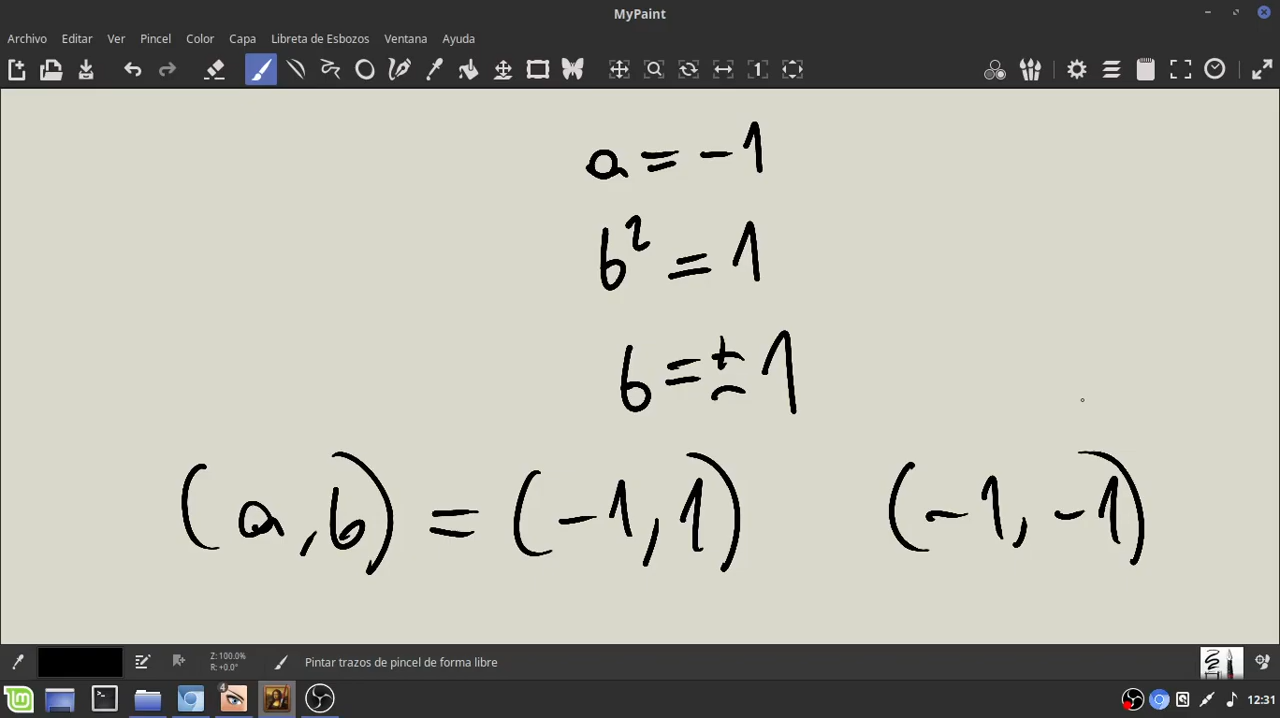 MyPaint
Archivo Editar Ver Pincel Color Capa Libreta de Esbozos Ventana Ayuda
a = -1
b² = 1
b = ± 1
(a, b) = (-1, 1) (-1, -1)
Z: 100.0%
R: +0.0°
Pintar trazos de pincel de forma libre
4
12:31